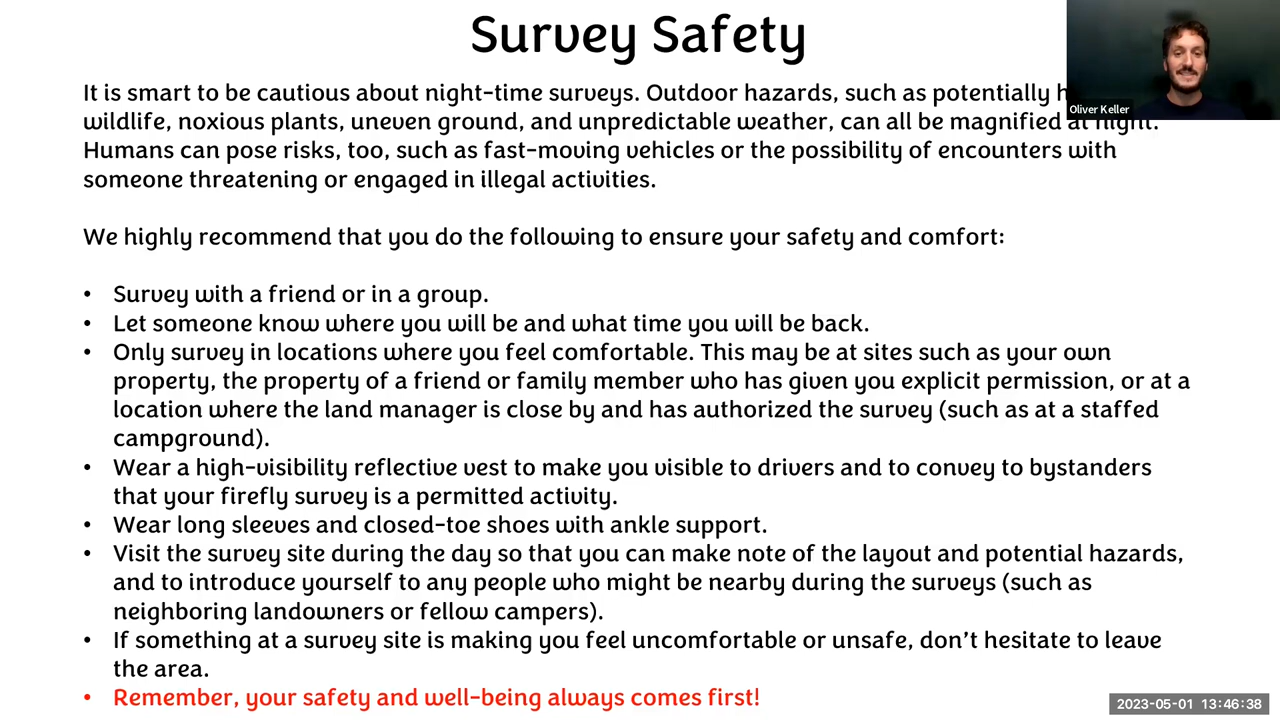 Survey Safety
It is smart to be cautious about night-time surveys. Outdoor hazards, such as potentially
Oliver Keller
wildlife, noxious plants, uneven ground, and unpredictable weather, can all be magnified at night.
Humans can pose risks, too, such as fast-moving vehicles or the possibility of encounters with
someone threatening or engaged in illegal activities.
We highly recommend that you do the following to ensure your safety and comfort:
• Survey with a friend or in a group.
• Let someone know where you will be and what time you will be back.
• Only survey in locations where you feel comfortable. This may be at sites such as your own
property, the property of a friend or family member who has given you explicit permission, or at a
location where the land manager is close by and has authorized the survey (such as at a staffed
campground).
• Wear a high-visibility reflective vest to make you visible to drivers and to convey to bystanders
that your firefly survey is a permitted activity.
• Wear long sleeves and closed-toe shoes with ankle support.
• Visit the survey site during the day so that you can make note of the layout and potential hazards,
and to introduce yourself to any people who might be nearby during the surveys (such as
neighboring landowners or fellow campers).
• If something at a survey site is making you feel uncomfortable or unsafe, don’t hesitate to leave
the area.
• Remember, your safety and well-being always comes first!
2023-05-01 13:46:38